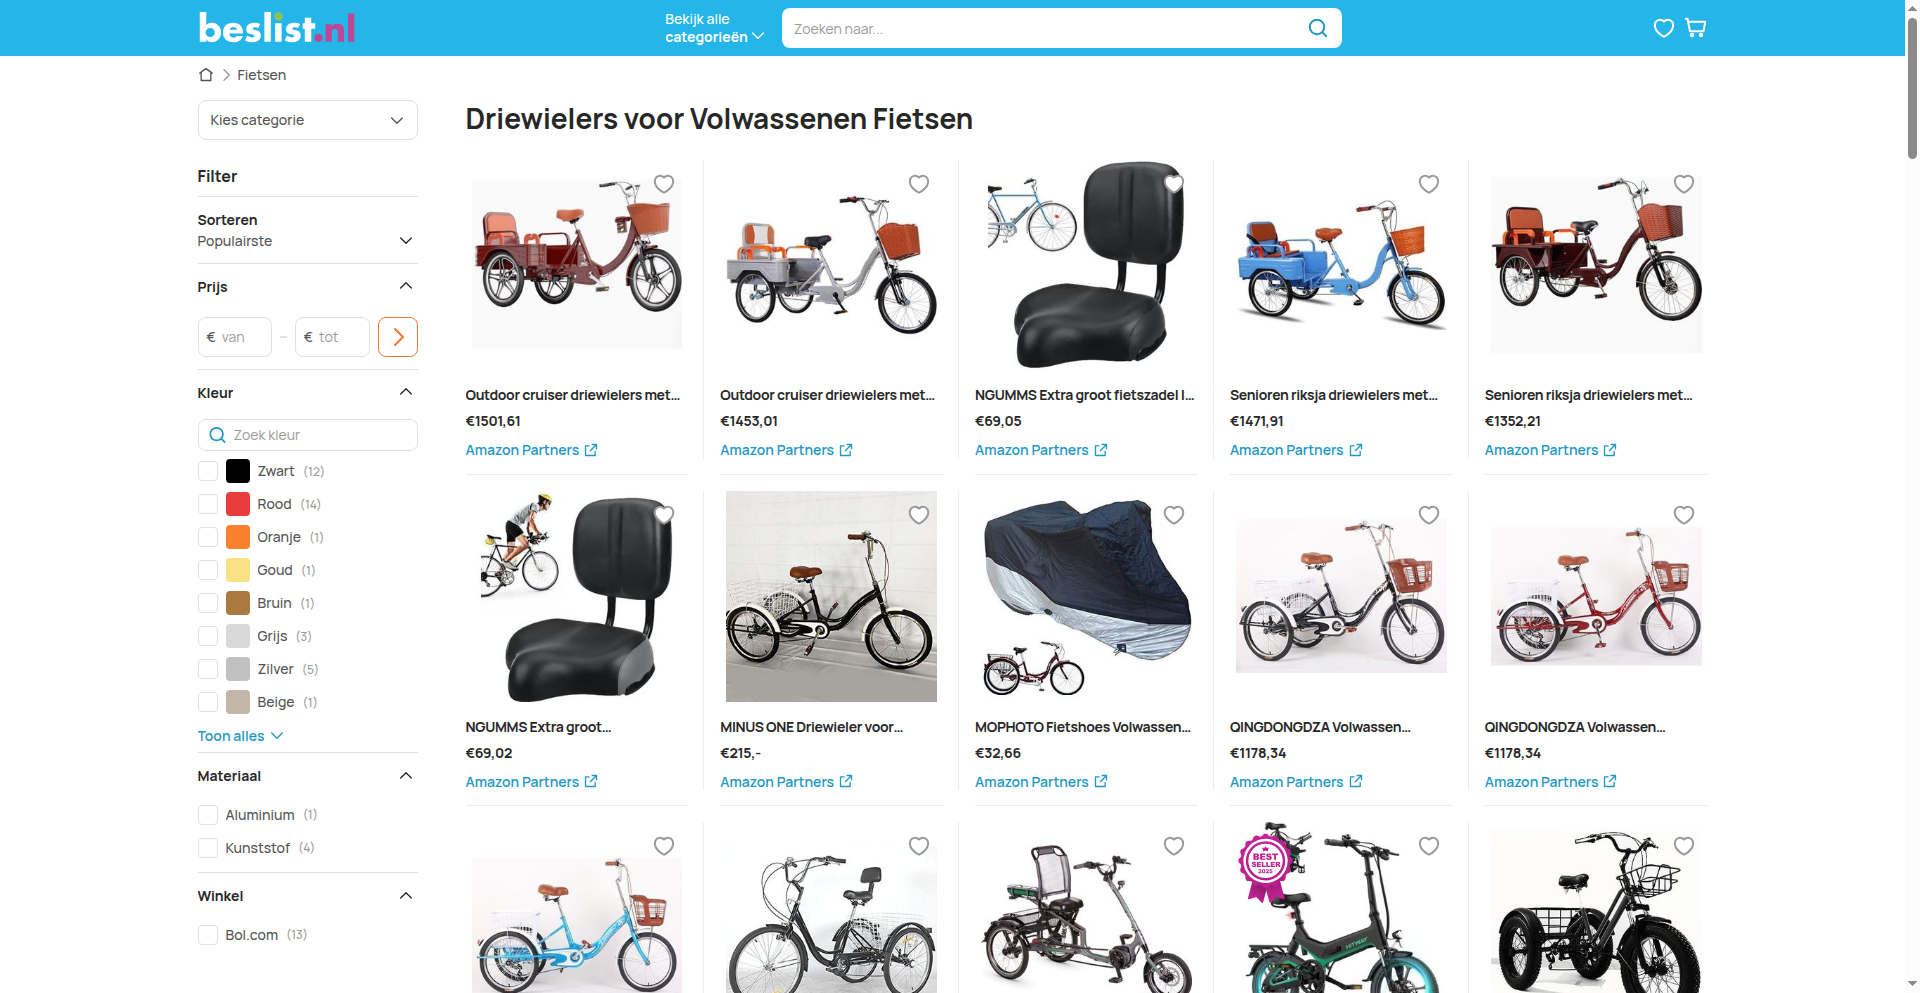 beslist.nl
Bekijk alle
categorieën
Zoeken naar...
Fietsen
Kies categorie
Driewielers voor Volwassenen Fietsen
Filter
Sorteren
Populairste
Prijs
€ van – € tot
Kleur
Zoek kleur
Zwart (12)
Rood (14)
Oranje (1)
Goud (1)
Bruin (1)
Grijs (3)
Zilver (5)
Beige (1)
Toon alles
Materiaal
Aluminium (1)
Kunststof (4)
Winkel
Bol.com (13)
Outdoor cruiser driewielers met...
€1501,61
Amazon Partners
Outdoor cruiser driewielers met...
€1453,01
Amazon Partners
NGUMMS Extra groot fietszadel l...
€69,05
Amazon Partners
Senioren riksja driewielers met...
€1471,91
Amazon Partners
Senioren riksja driewielers met...
€1352,21
Amazon Partners
NGUMMS Extra groot...
€69,02
Amazon Partners
MINUS ONE Driewieler voor...
€215,-
Amazon Partners
MOPHOTO Fietshoes Volwassen...
€32,66
Amazon Partners
QINGDONGDZA Volwassen...
€1178,34
Amazon Partners
QINGDONGDZA Volwassen...
€1178,34
Amazon Partners
BEST
SELLER
2025
HITWAY